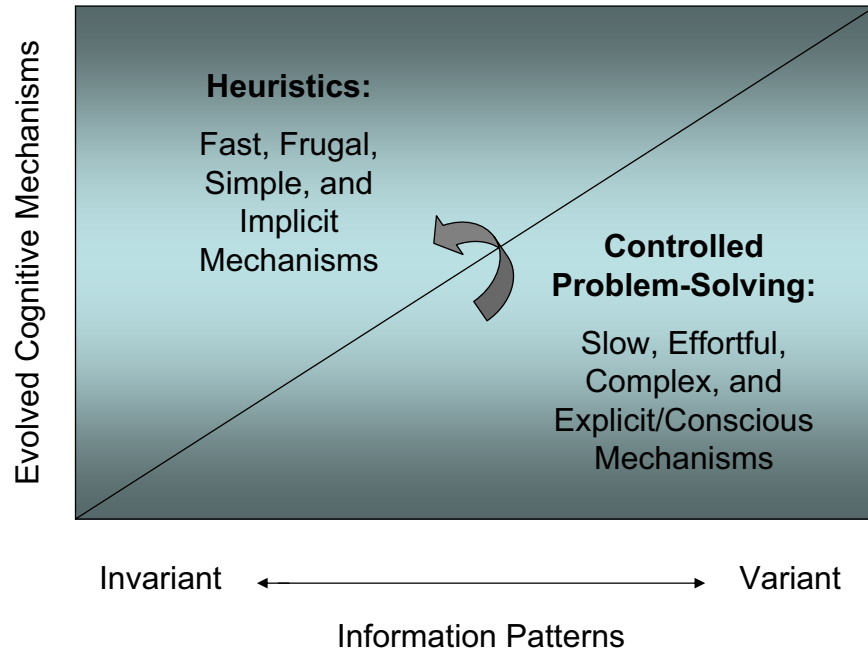 Evolved Cognitive Mechanisms
Heuristics:
Fast, Frugal,
Simple, and
Implicit
Mechanisms
Controlled
Problem-Solving:
Slow, Effortful,
Complex, and
Explicit/Conscious
Mechanisms
Invariant
Variant
Information Patterns